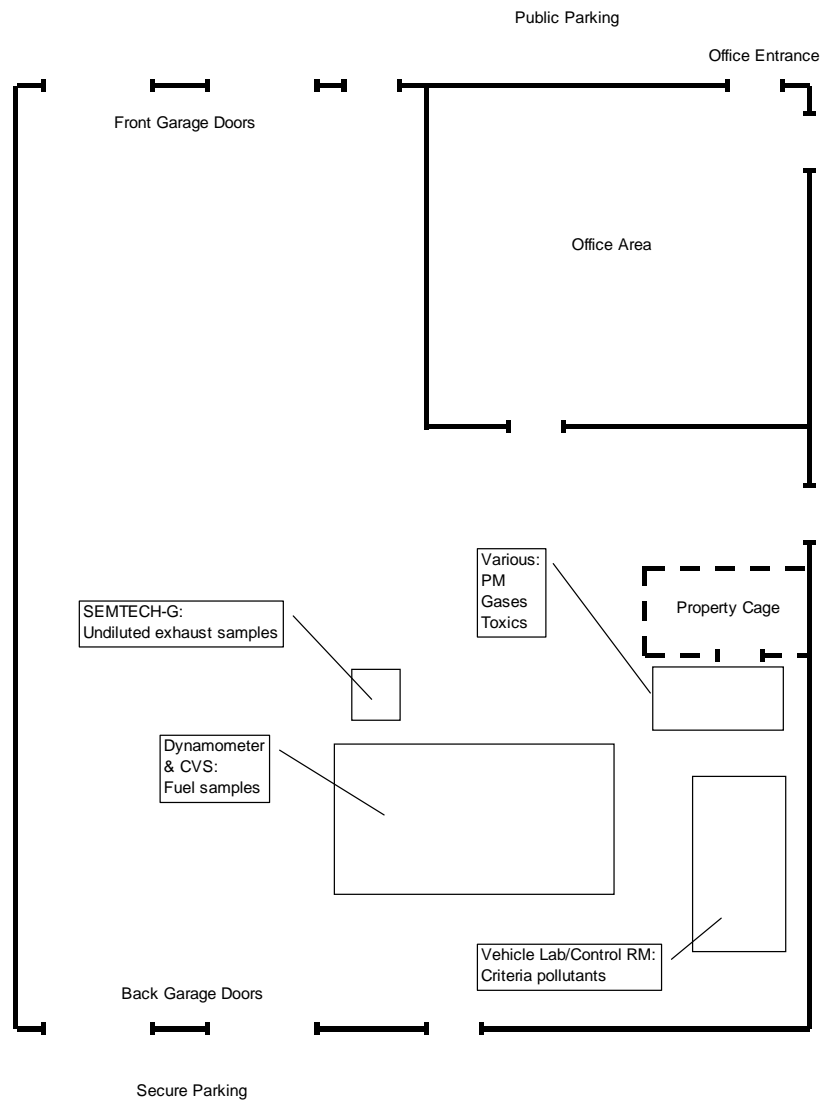 Public Parking
Office Entrance
Front Garage Doors
Office Area
Various:
PM
Gases
Toxics
Property Cage
SEMTECH-G:
Undiluted exhaust samples
Dynamometer
& CVS:
Fuel samples
Vehicle Lab/Control RM:
Criteria pollutants
Back Garage Doors
Secure Parking